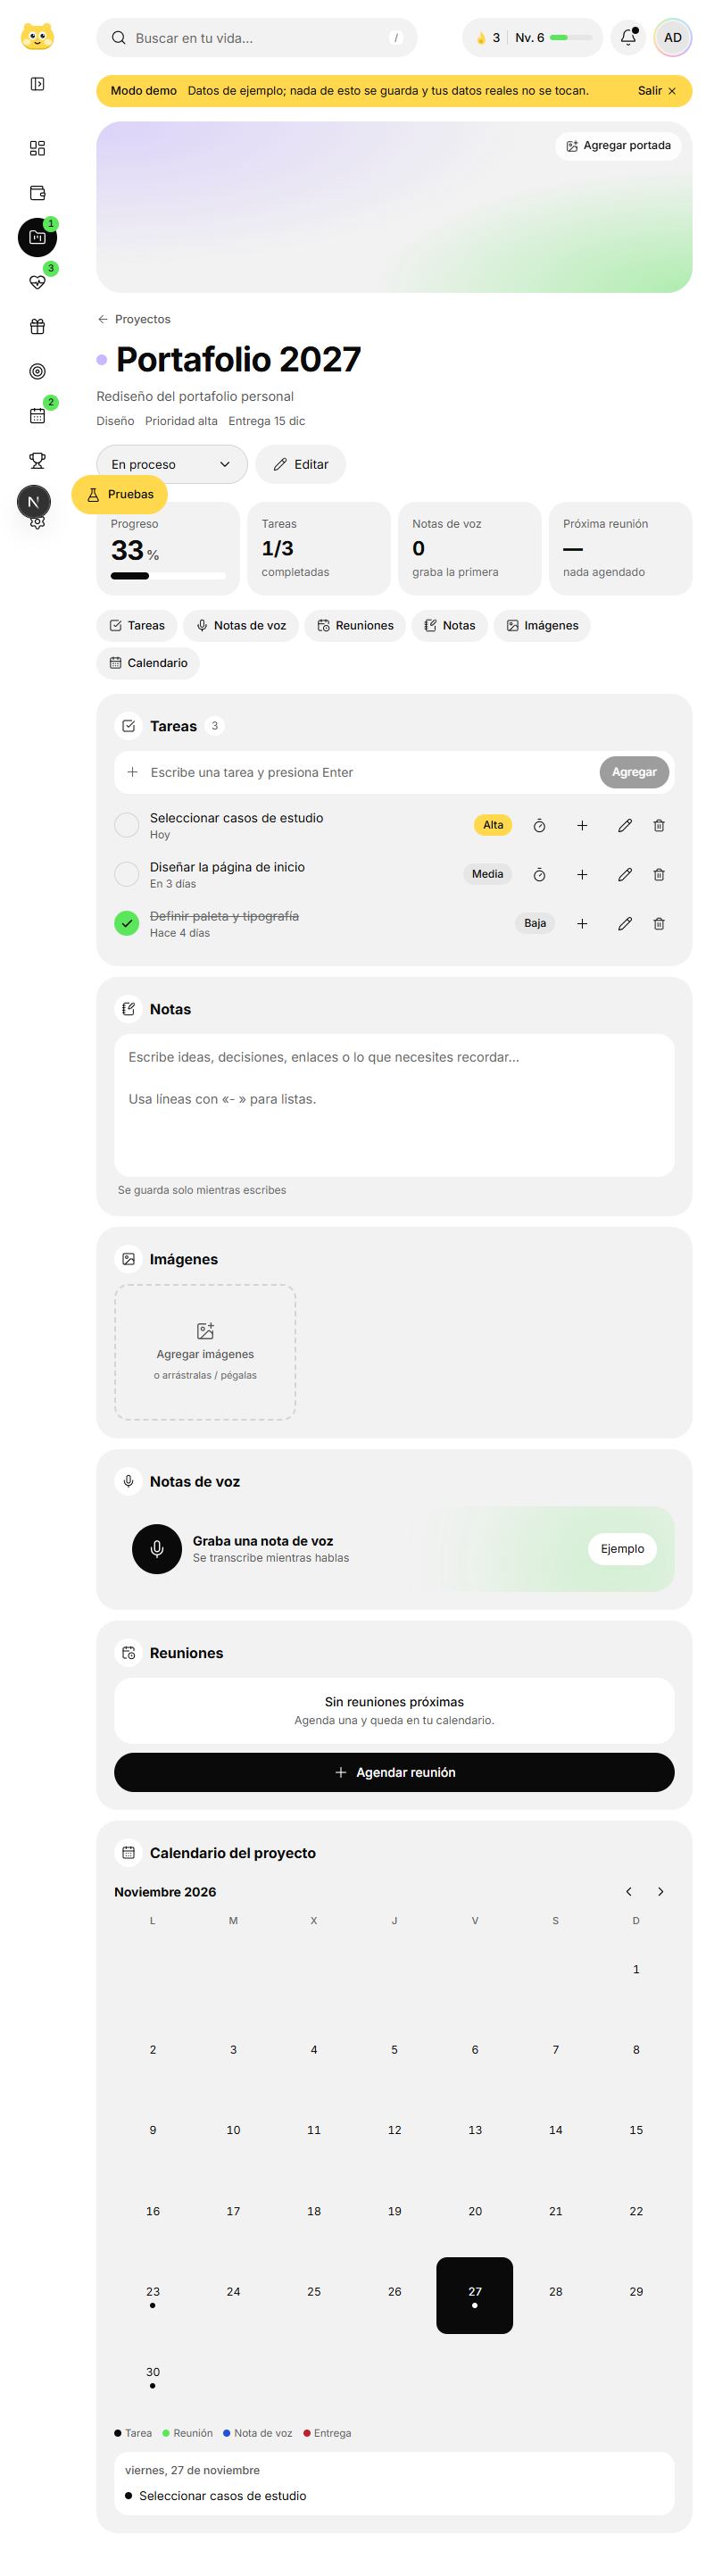 Buscar en tu vida...
/
3
Nv. 6
AD
Modo demo Datos de ejemplo; nada de esto se guarda y tus datos reales no se tocan.
Salir ×
Agregar portada
1
3
2
N
← Proyectos
Portafolio 2027
Rediseño del portafolio personal
Diseño Prioridad alta Entrega 15 dic
En proceso
Editar
Pruebas
Progreso
33 %
Tareas
1/3
completadas
Notas de voz
0
graba la primera
Próxima reunión
—
nada agendado
Tareas
Notas de voz
Reuniones
Notas
Imágenes
Calendario
Tareas 3
+ Escribe una tarea y presiona Enter
Agregar
Seleccionar casos de estudio
Hoy
Alta
Diseñar la página de inicio
En 3 días
Media
Definir paleta y tipografía
Hace 4 días
Baja
Notas
Escribe ideas, decisiones, enlaces o lo que necesites recordar...
Usa líneas con «- » para listas.
Se guarda solo mientras escribes
Imágenes
Agregar imágenes
o arrástralas / pégalas
Notas de voz
Graba una nota de voz
Se transcribe mientras hablas
Ejemplo
Reuniones
Sin reuniones próximas
Agenda una y queda en tu calendario.
+ Agendar reunión
Calendario del proyecto
Noviembre 2026
L M X J V S D
1
2 3 4 5 6 7 8
9 10 11 12 13 14 15
16 17 18 19 20 21 22
23 24 25 26 27 28 29
30
Tarea Reunión Nota de voz Entrega
viernes, 27 de noviembre
Seleccionar casos de estudio